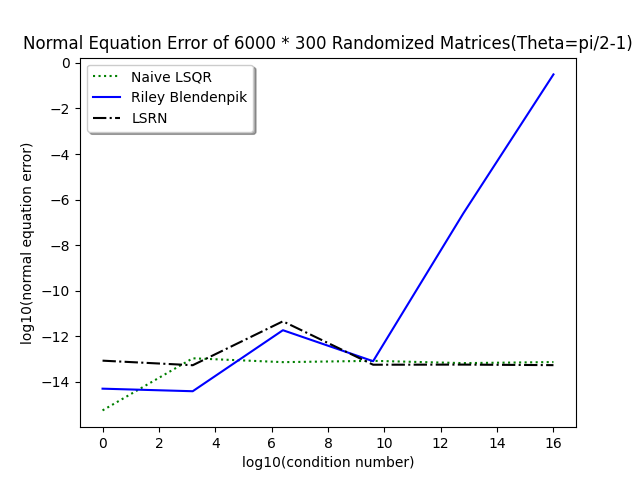 Normal Equation Error of 6000 * 300 Randomized Matrices(Theta=pi/2-1)
Naive LSQR
Riley Blendenpik
LSRN
0
−2
−4
−6
−8
−10
−12
−14
log10(normal equation error)
0 2 4 6 8 10 12 14 16
log10(condition number)